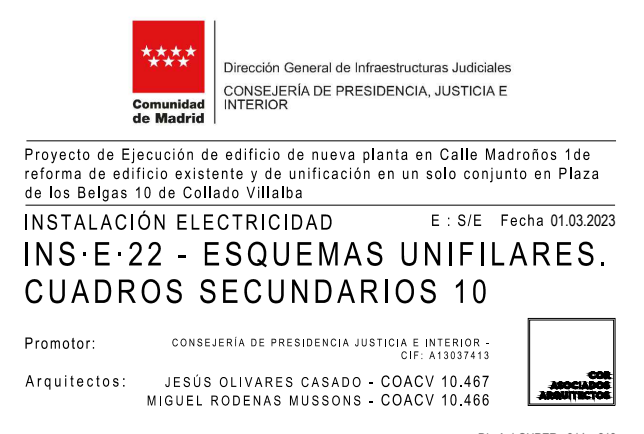 Comunidad
de Madrid
Dirección General de Infraestructuras Judiciales
CONSEJERÍA DE PRESIDENCIA, JUSTICIA E
INTERIOR
Proyecto de Ejecución de edificio de nueva planta en Calle Madroños 1de
reforma de edificio existente y de unificación en un solo conjunto en Plaza
de los Belgas 10 de Collado Villalba
INSTALACIÓN ELECTRICIDAD E : S/E Fecha 01.03.2023
INS·E·22 - ESQUEMAS UNIFILARES.
CUADROS SECUNDARIOS 10
Promotor: CONSEJERÍA DE PRESIDENCIA JUSTICIA E INTERIOR -
CIF: A13037413
Arquitectos: JESÚS OLIVARES CASADO - COACV 10.467
MIGUEL RODENAS MUSSONS - COACV 10.466
COR
ASOCIADOS
ARQUITECTOS